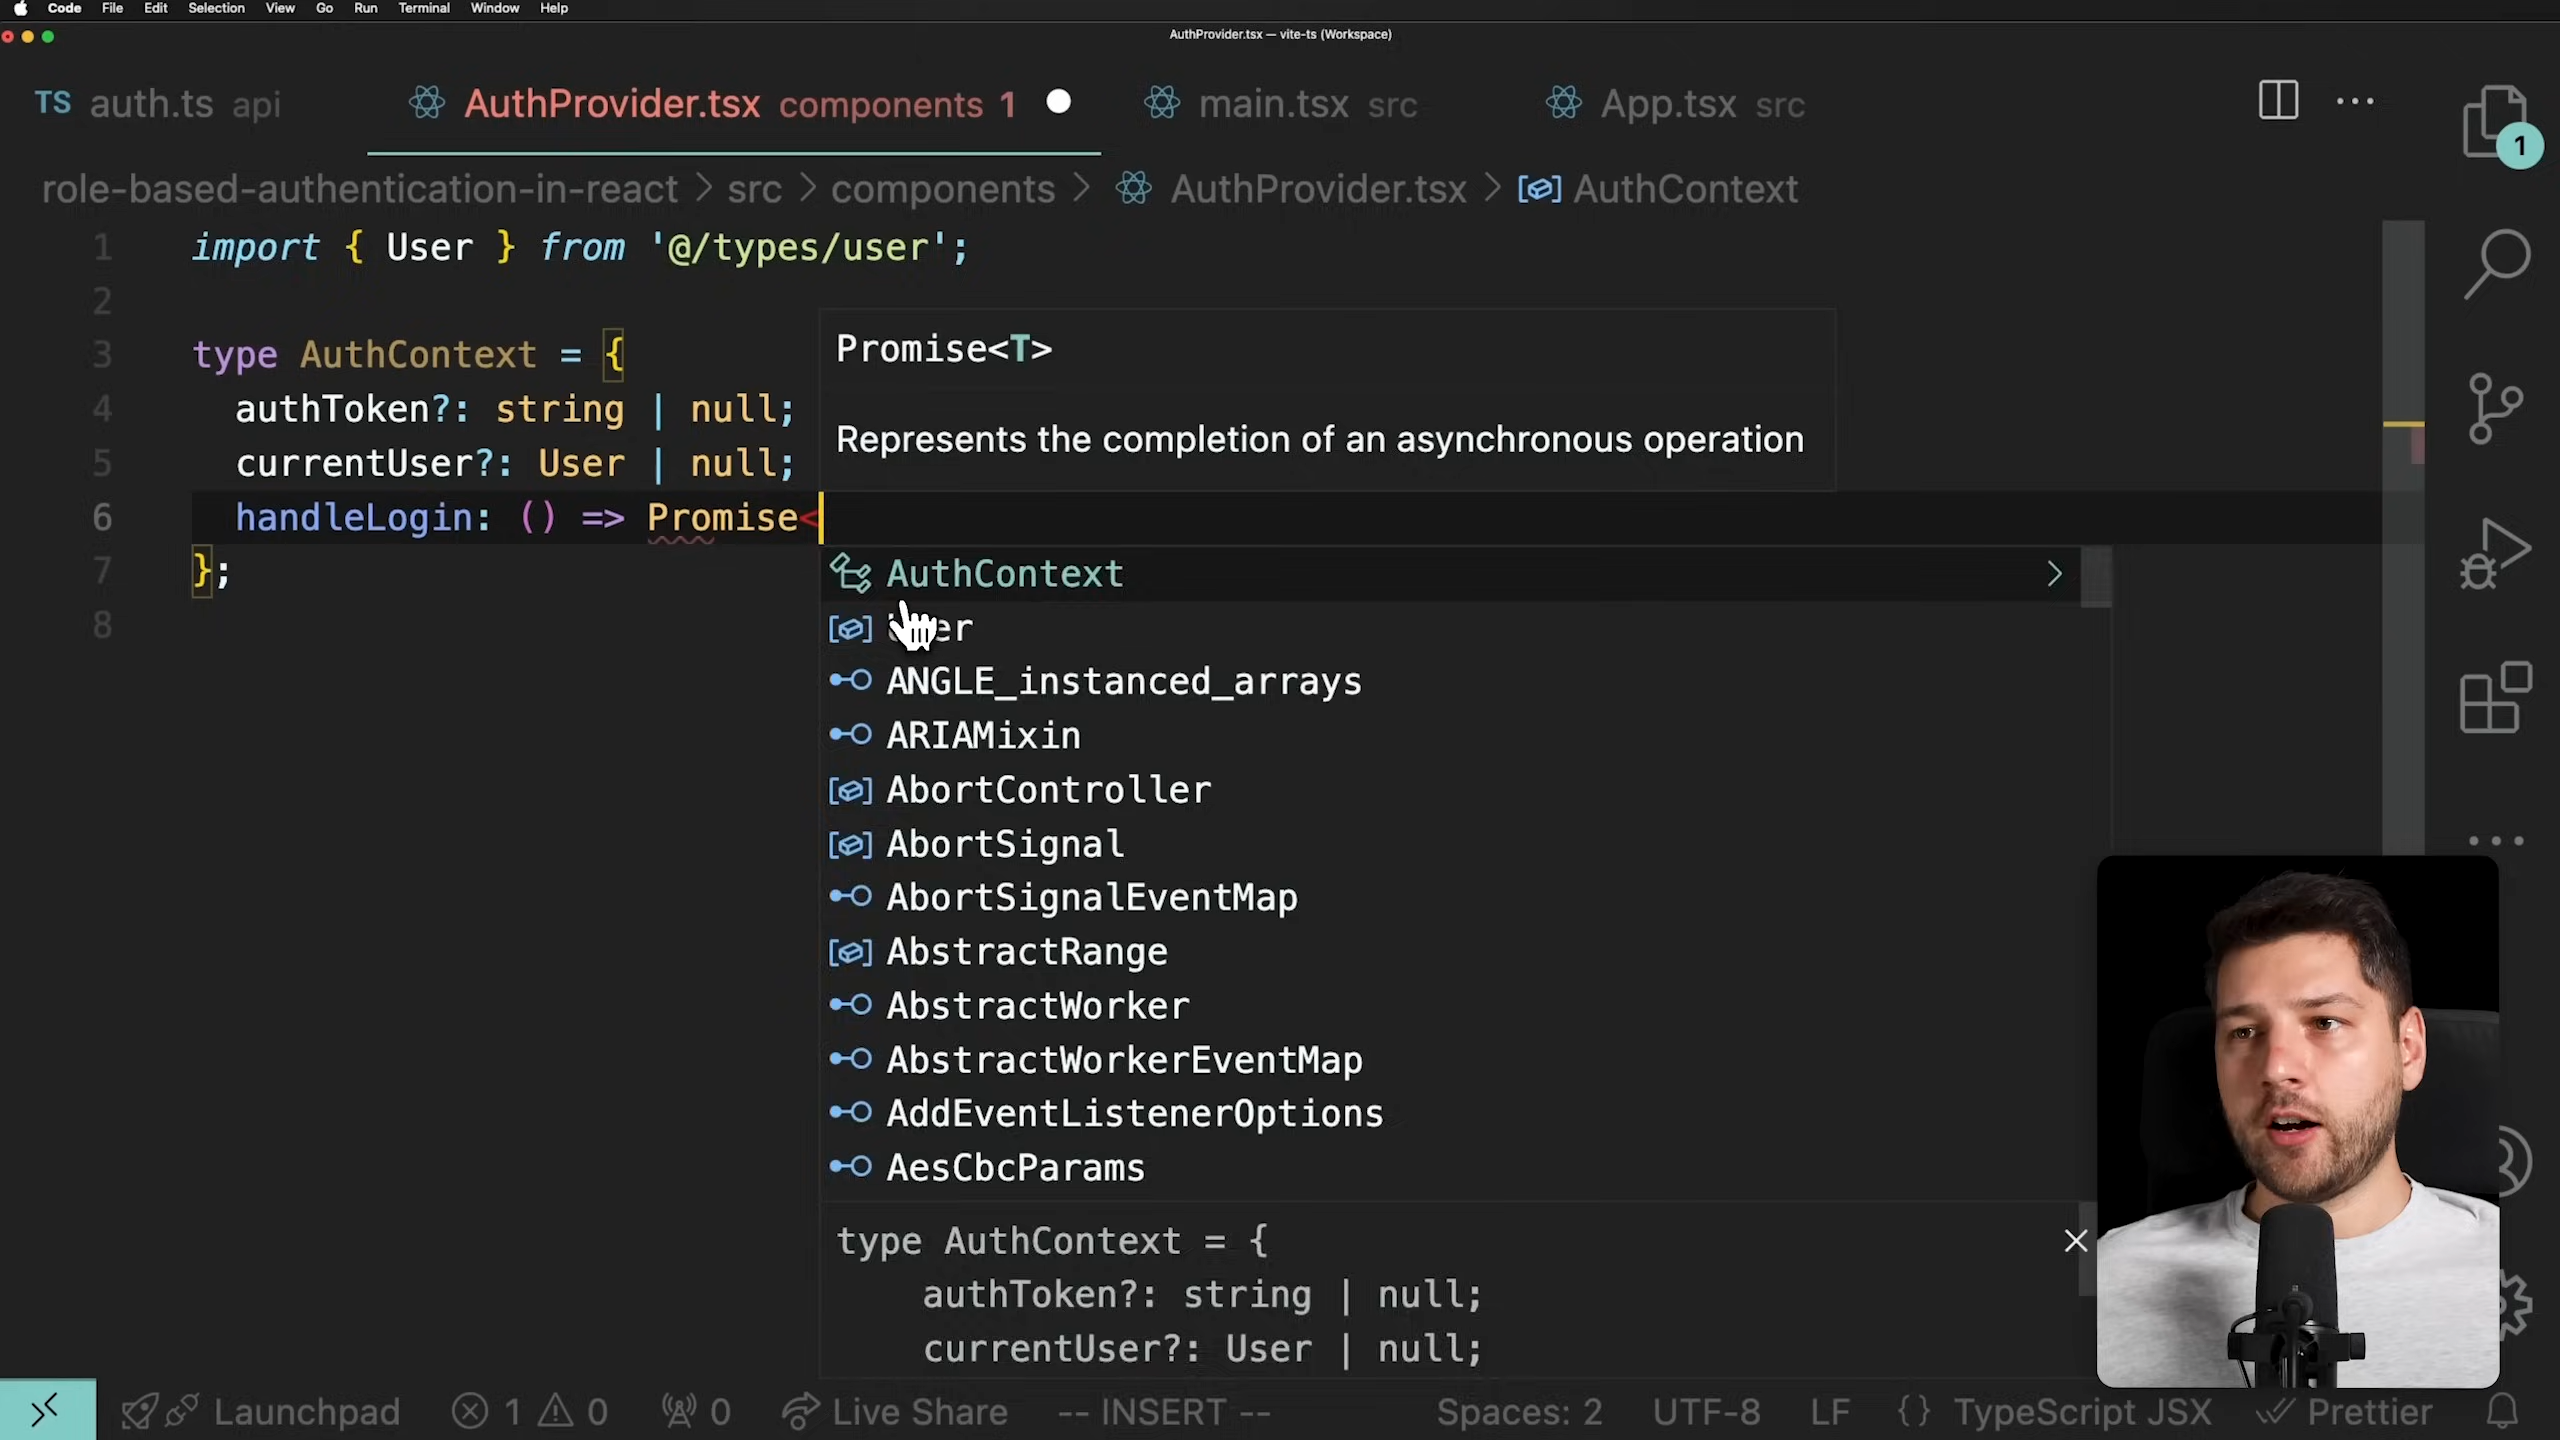 Code File Edit Selection View Go Run Terminal Window Help
AuthProvider.tsx — vite-ts (Workspace)
TS auth.ts api AuthProvider.tsx components 1 main.tsx src App.tsx src
1
role-based-authentication-in-react > src > components > AuthProvider.tsx > AuthContext
1 import { User } from '@/types/user';
2
3 type AuthContext = {
4 authToken?: string | null;
5 currentUser?: User | null;
6 handleLogin: () => Promise<
7 };
8
Promise<T>
Represents the completion of an asynchronous operation
AuthContext >
ANGLE_instanced_arrays
ARIAMixin
AbortController
AbortSignal
AbortSignalEventMap
AbstractRange
AbstractWorker
AbstractWorkerEventMap
AddEventListenerOptions
AesCbcParams
type AuthContext = {
authToken?: string | null;
currentUser?: User | null;
Launchpad 1 0 0 Live Share -- INSERT -- Spaces: 2 UTF-8 LF {} TypeScript JSX Prettier